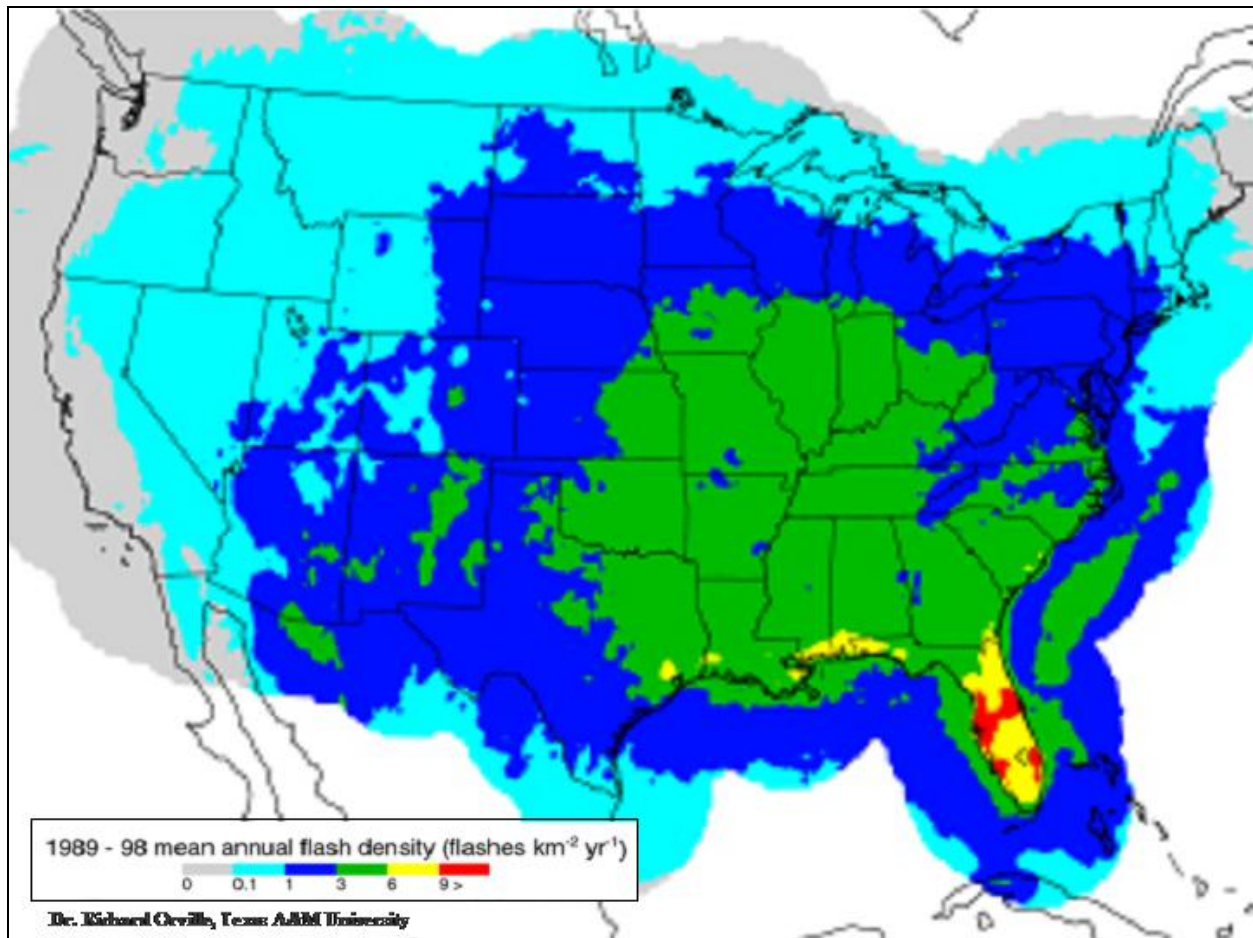 1989 - 98 mean annual flash density (flashes km⁻² yr⁻¹)
0 0.1 1 3 6 9 >
Dr. Richard Orville, Texas A&M University